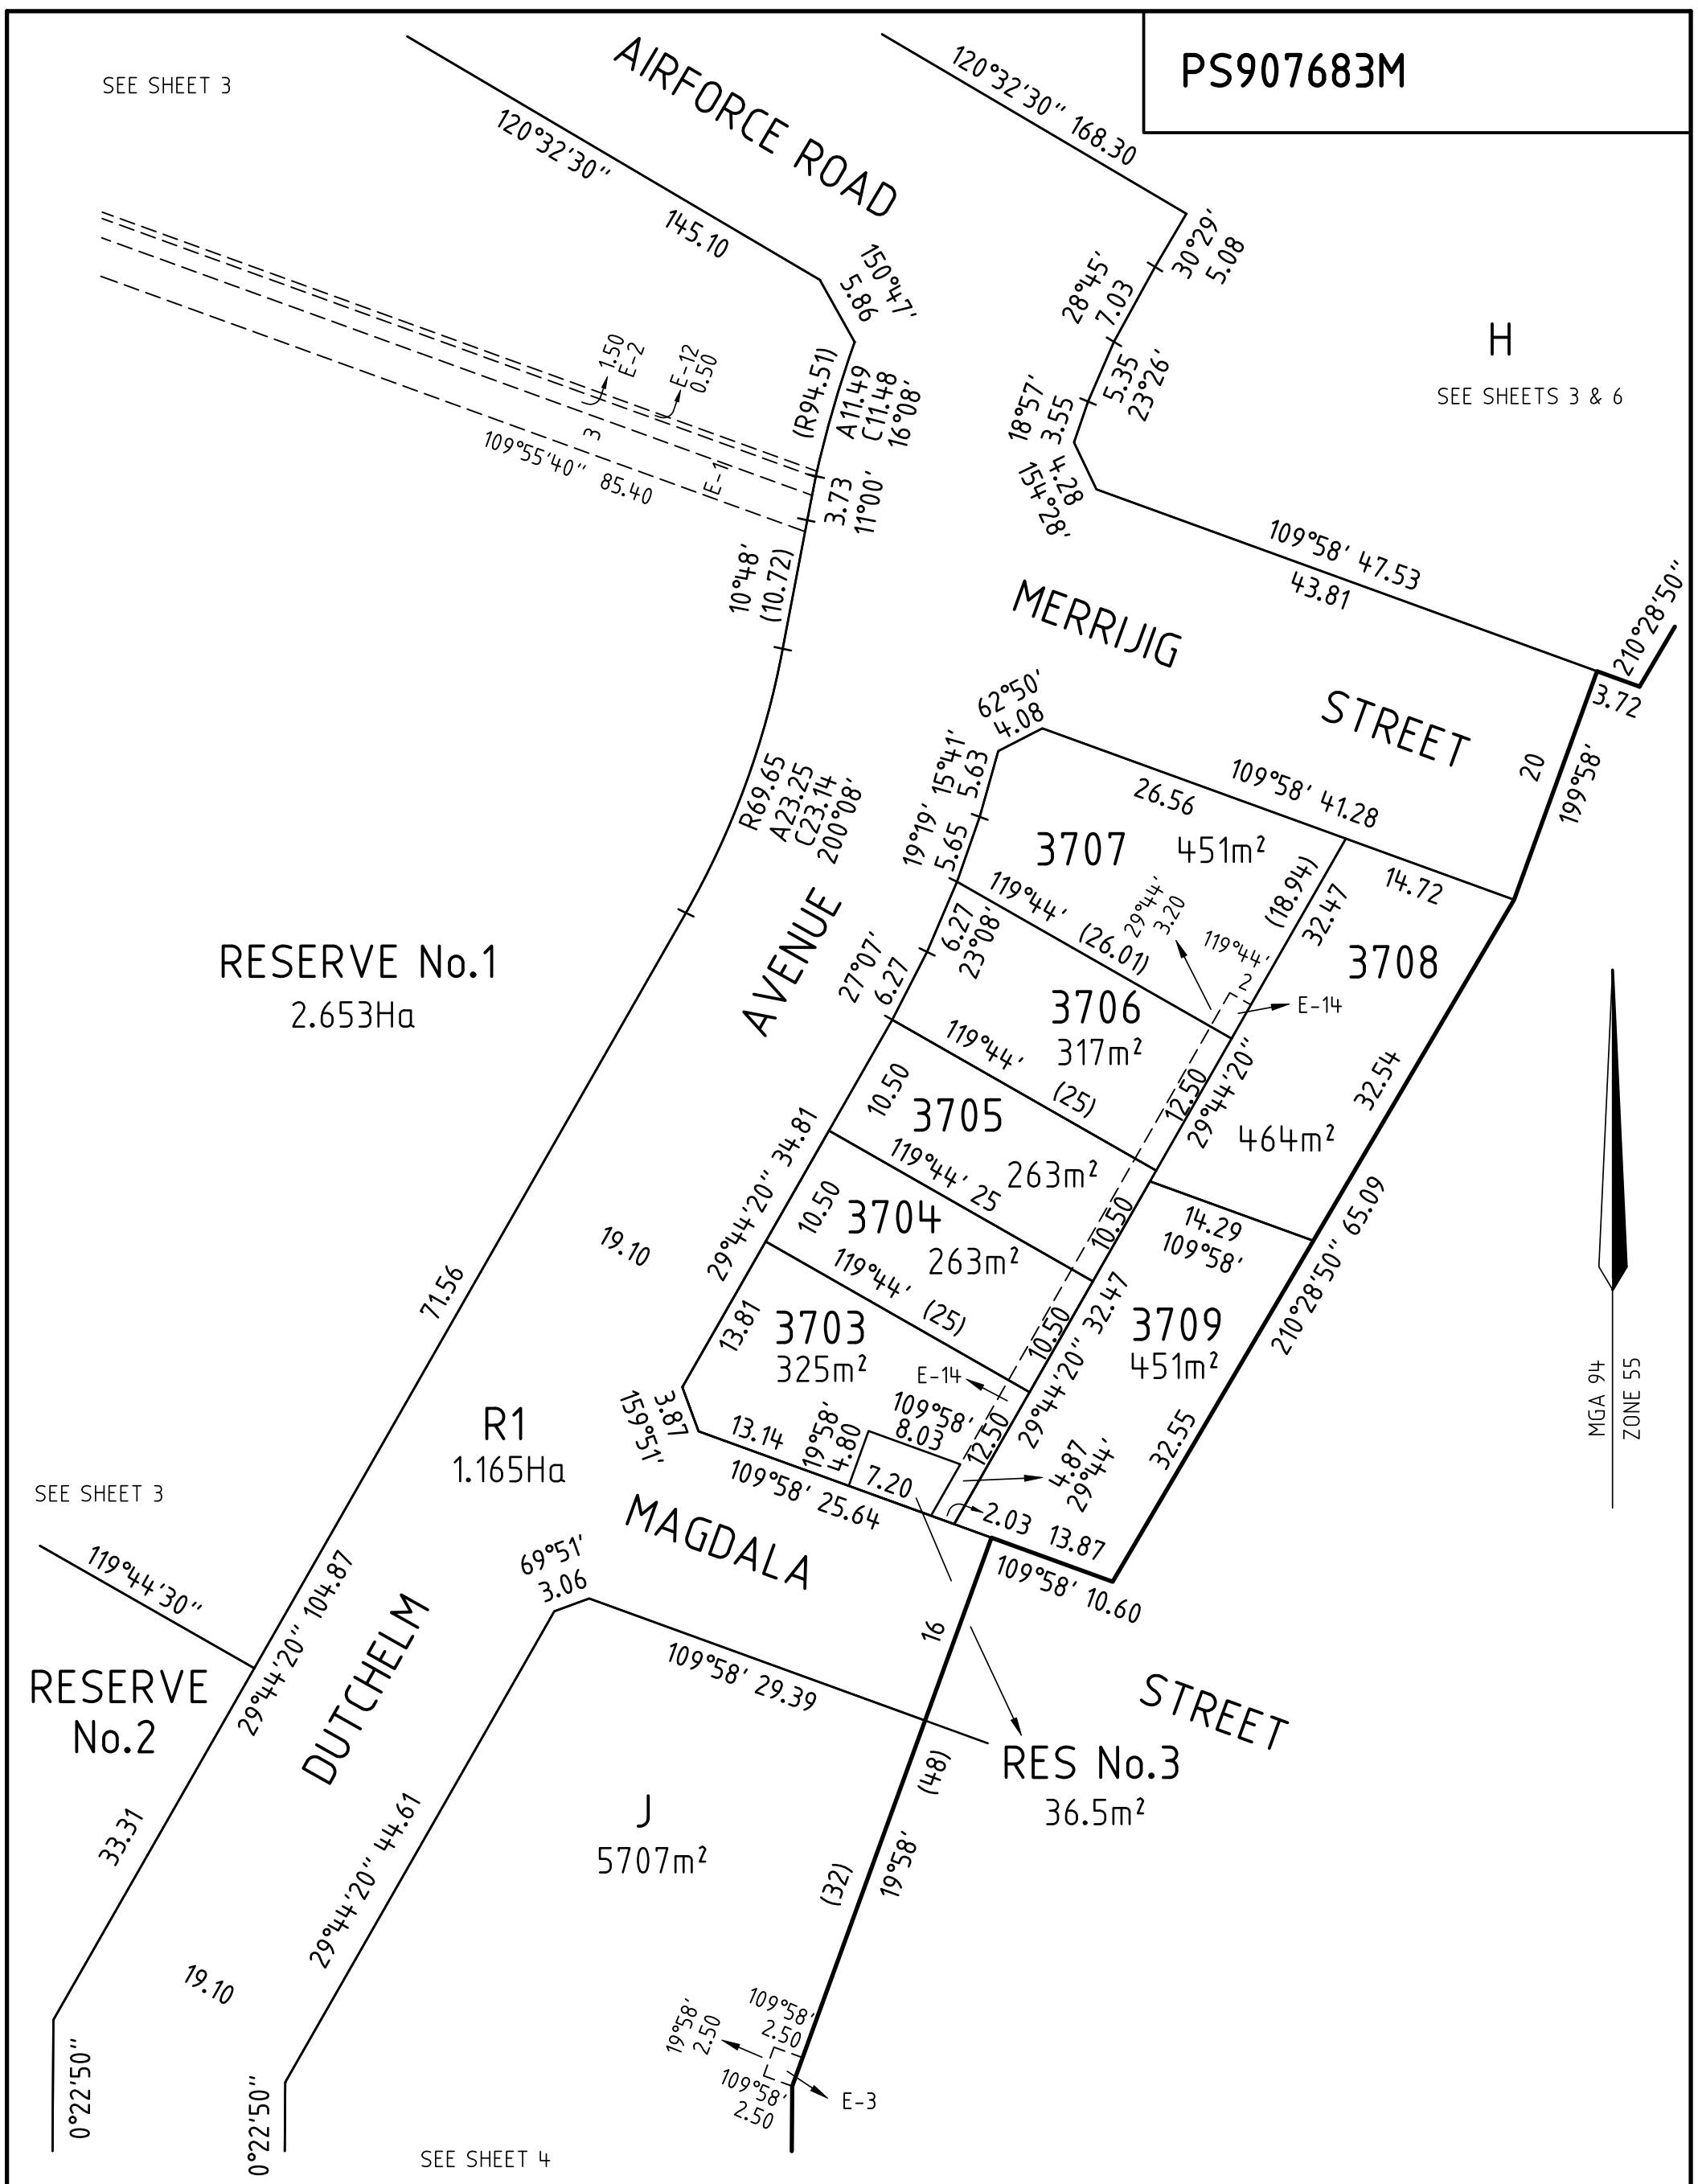 PS907683M
SEE SHEET 3
AIRFORCE ROAD
120°32'30" 168.30
120°32'30"
145.10
150°47'
5.86
30°29'
5.08
28°45'
7.03
5.35
23°26'
18°57'
3.55
4.28
154°28'
H
SEE SHEETS 3 & 6
1.50
E-2
E-12
0.50
3
E-1
109°55'40" 85.40
(R94.51)
A11.49
C11.48
16°08'
3.73
11°00'
10°48'
(10.72)
109°58' 47.53
43.81
210°28'50"
3.72
MERRIJIG
STREET
20
199°58'
62°50'
4.08
15°41'
5.63
19°19'
5.65
109°58' 41.28
26.56
14.72
R69.65
A23.25
C23.14
200°08'
3707
451m²
(18.94)
32.47
119°44' (26.01)
29°44'
3.20
119°44'
2
E-14
3708
464m²
32.54
AVENUE
6.27
23°08'
27°07'
6.27
3706
317m²
12.50
29°44'20"
119°44' (25)
RESERVE No.1
2.653Ha
10.50
3705
263m²
10.50
119°44' 25
14.29
109°58'
210°28'50" 65.09
29°44'20" 34.81
10.50
3704
263m²
10.50
119°44' (25)
19.10
71.56
29°44'20" 32.47
3709
451m²
32.55
13.81
3703
325m²
E-14
12.50
109°58'
8.03
19°58'
4.80
7.20
4.87
29°44'
2.03
13.87
3.87
159°51'
13.14
109°58' 25.64
109°58' 10.60
MGA 94
ZONE 55
R1
1.165Ha
SEE SHEET 3
MAGDALA
STREET
119°44'30"
29°44'20" 104.87
69°51'
3.06
109°58' 29.39
16
RESERVE
No.2
DUTCHELM
RES No.3
36.5m²
(48)
33.31
J
5707m²
(32)
19°58'
29°44'20" 44.61
19.10
19°58'
2.50
109°58'
2.50
109°58'
2.50
E-3
0°22'50"
0°22'50"
SEE SHEET 4